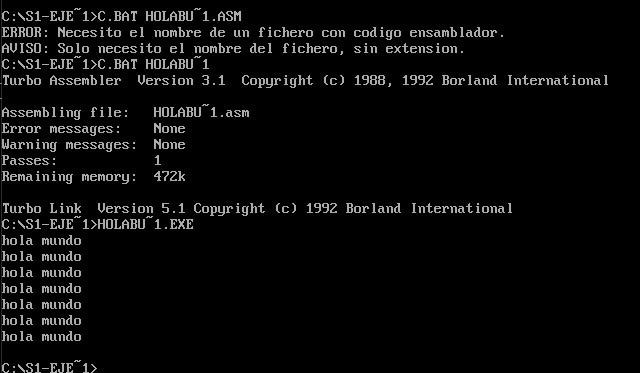 C:\S1-EJE~1>C.BAT HOLABU~1.ASM
ERROR: Necesito el nombre de un fichero con codigo ensamblador.
AVISO: Solo necesito el nombre del fichero, sin extension.
C:\S1-EJE~1>C.BAT HOLABU~1
Turbo Assembler  Version 3.1  Copyright (c) 1988, 1992 Borland International
Assembling file:   HOLABU~1.asm
Error messages:    None
Warning messages:  None
Passes:            1
Remaining memory:  472k
Turbo Link  Version 5.1 Copyright (c) 1992 Borland International
C:\S1-EJE~1>HOLABU~1.EXE
hola mundo
hola mundo
hola mundo
hola mundo
hola mundo
hola mundo
hola mundo
C:\S1-EJE~1>